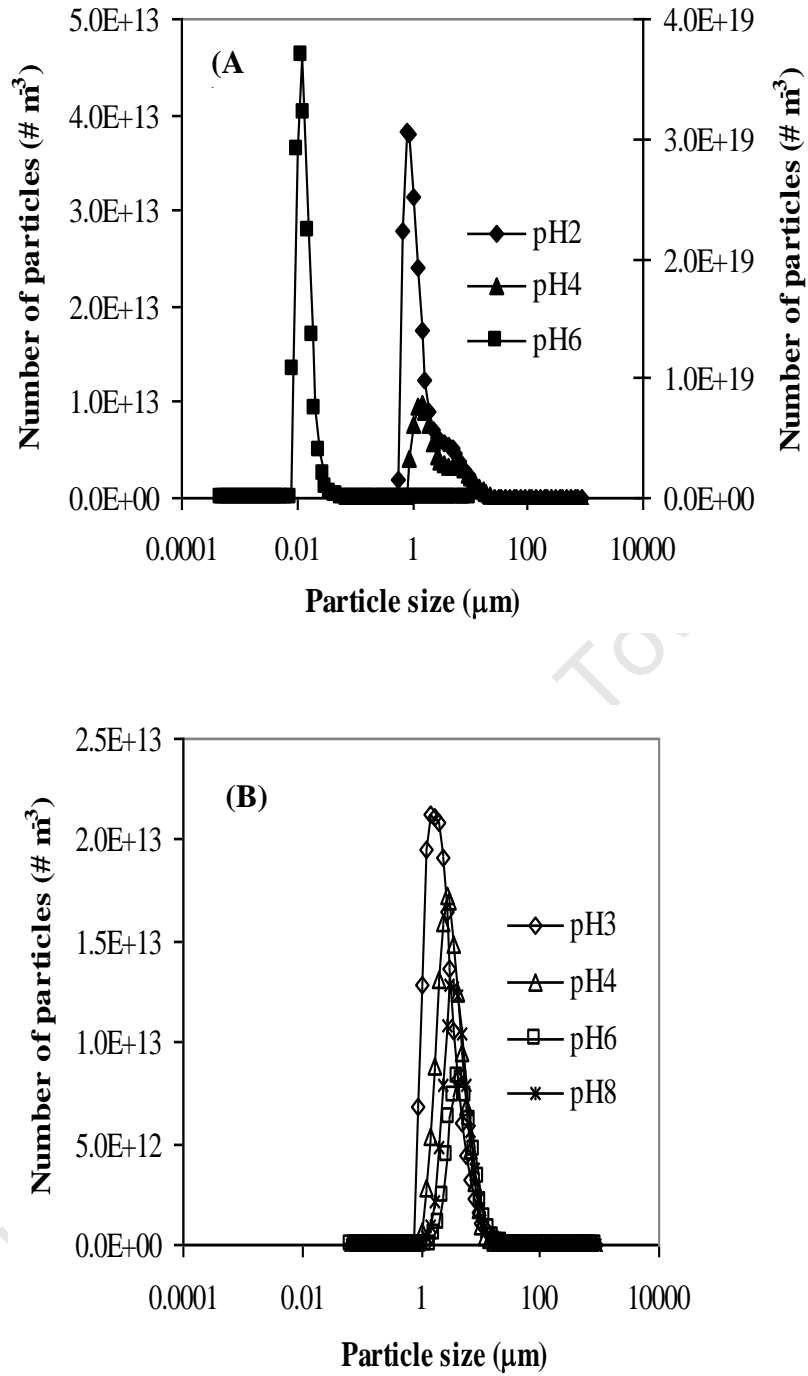 5.0E+13
4.0E+13
3.0E+13
2.0E+13
1.0E+13
0.0E+00
Number of particles (# m-3)
(A
pH2
pH4
pH6
4.0E+19
3.0E+19
2.0E+19
1.0E+19
0.0E+00
Number of particles (# m-3)
0.0001 0.01 1 100 10000
Particle size (µm)
To
2.5E+13
2.0E+13
1.5E+13
1.0E+13
5.0E+12
0.0E+00
Number of particles (# m-3)
(B)
pH3
pH4
pH6
pH8
0.0001 0.01 1 100 10000
Particle size (µm)